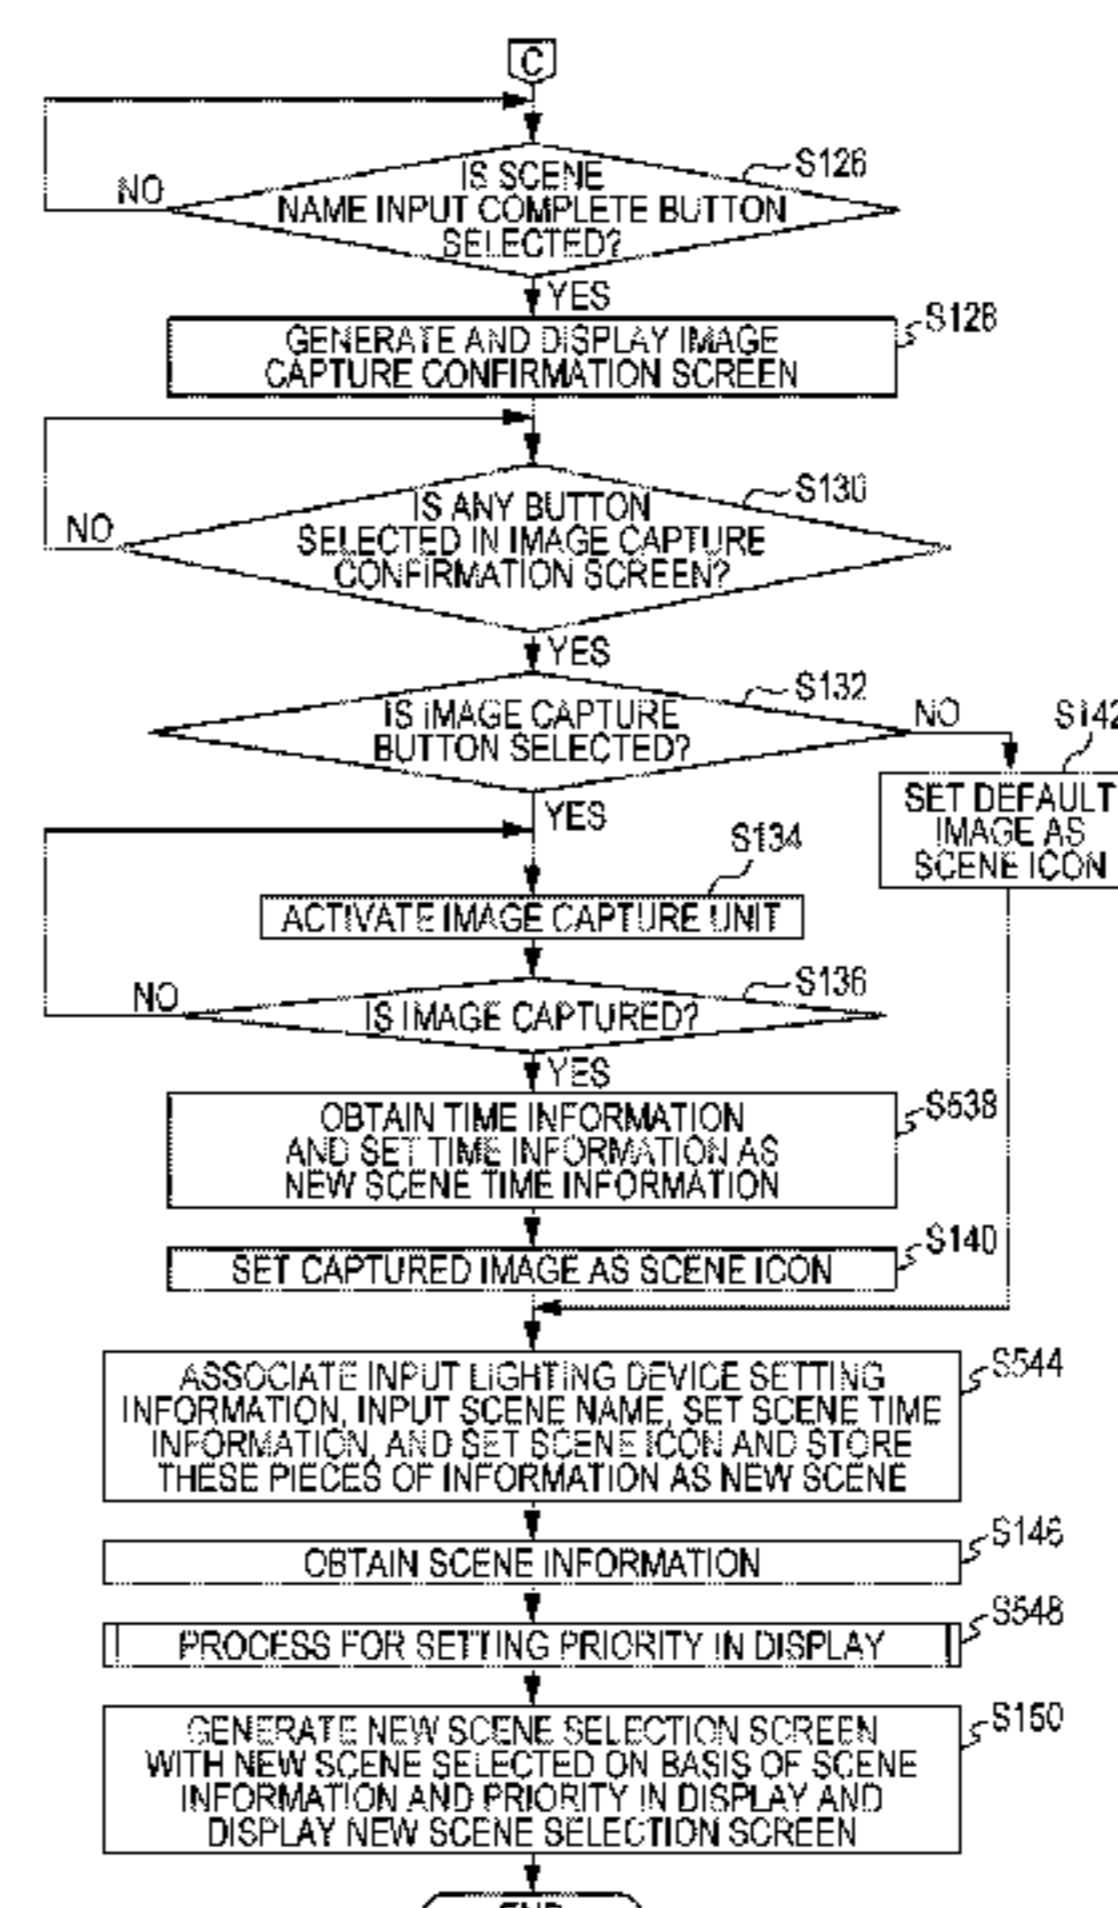 C
IS SCENE
NAME INPUT COMPLETE BUTTON
SELECTED?
S126
NO
YES
GENERATE AND DISPLAY IMAGE
CAPTURE CONFIRMATION SCREEN
S128
IS ANY BUTTON
SELECTED IN IMAGE CAPTURE
CONFIRMATION SCREEN?
S130
NO
YES
IS IMAGE CAPTURE
BUTTON SELECTED?
S132
NO
S142
SET DEFAULT
IMAGE AS
SCENE ICON
YES
S134
ACTIVATE IMAGE CAPTURE UNIT
IS IMAGE CAPTURED?
S136
NO
YES
OBTAIN TIME INFORMATION
AND SET TIME INFORMATION AS
NEW SCENE TIME INFORMATION
S538
SET CAPTURED IMAGE AS SCENE ICON
S140
ASSOCIATE INPUT LIGHTING DEVICE SETTING
INFORMATION, INPUT SCENE NAME, SET SCENE TIME
INFORMATION, AND SET SCENE ICON AND STORE
THESE PIECES OF INFORMATION AS NEW SCENE
S544
OBTAIN SCENE INFORMATION
S146
PROCESS FOR SETTING PRIORITY IN DISPLAY
S548
GENERATE NEW SCENE SELECTION SCREEN
WITH NEW SCENE SELECTED ON BASIS OF SCENE
INFORMATION AND PRIORITY IN DISPLAY AND
DISPLAY NEW SCENE SELECTION SCREEN
S150